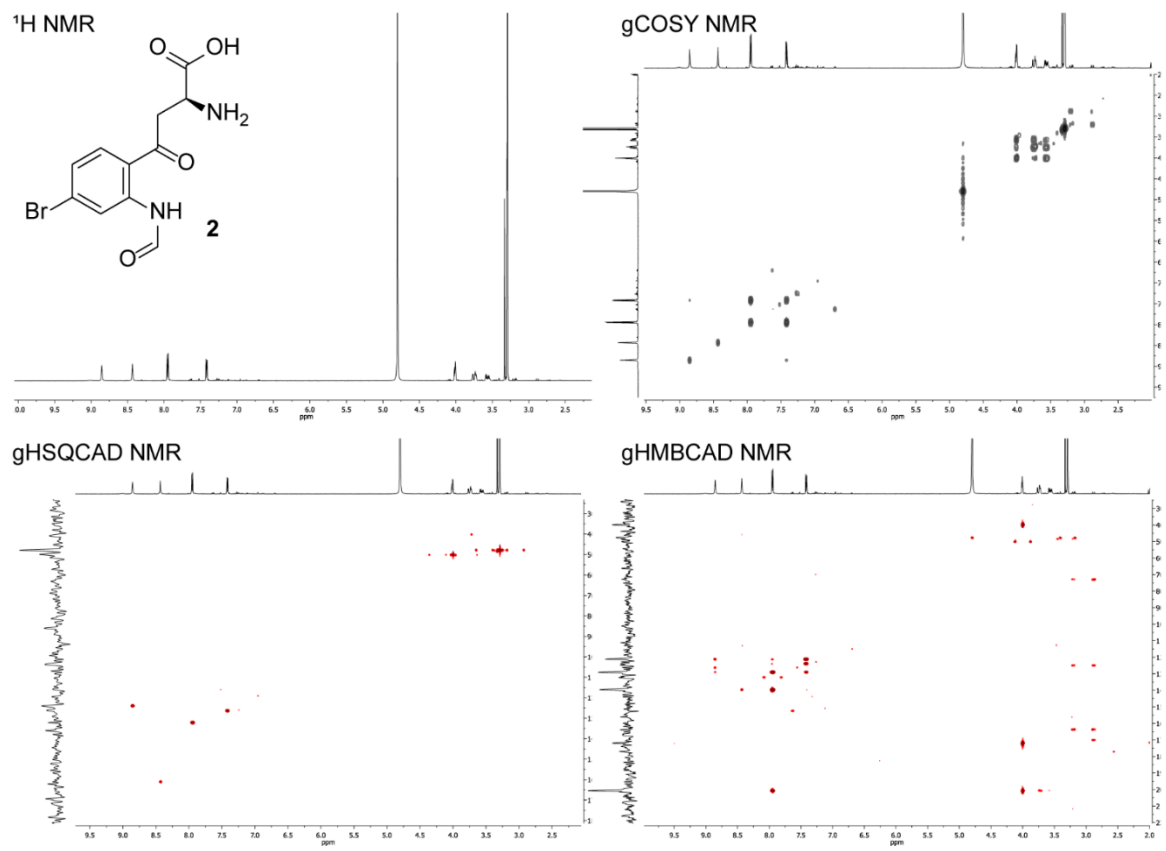 ¹H NMR
O
OH
NH₂
O
Br
NH
O
2
0.0 9.5 9.0 8.5 8.0 7.5 7.0 6.5 6.0 5.5 5.0 4.5 4.0 3.5 3.0 2.5
ppm
gCOSY NMR
9.5 9.0 8.5 8.0 7.5 7.0 6.5 6.0 5.5 5.0 4.5 4.0 3.5 3.0 2.5
ppm
gHSQCAD NMR
9.5 9.0 8.5 8.0 7.5 7.0 6.5 6.0 5.5 5.0 4.5 4.0 3.5 3.0 2.5
ppm
gHMBCAD NMR
9.5 9.0 8.5 8.0 7.5 7.0 6.5 6.0 5.5 5.0 4.5 4.0 3.5 3.0 2.5 2.0
ppm